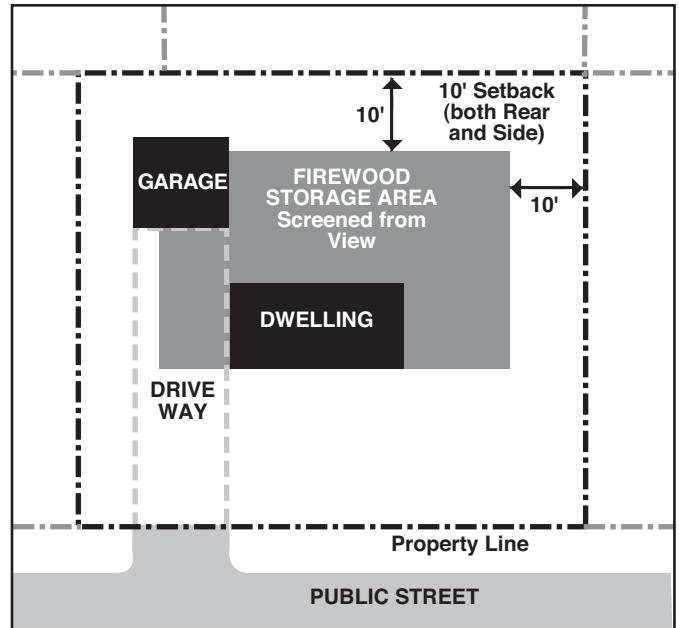 10'
10' Setback
(both Rear
and Side)
GARAGE
FIREWOOD
STORAGE AREA
Screened from
View
10'
DWELLING
DRIVE
WAY
Property Line
PUBLIC STREET